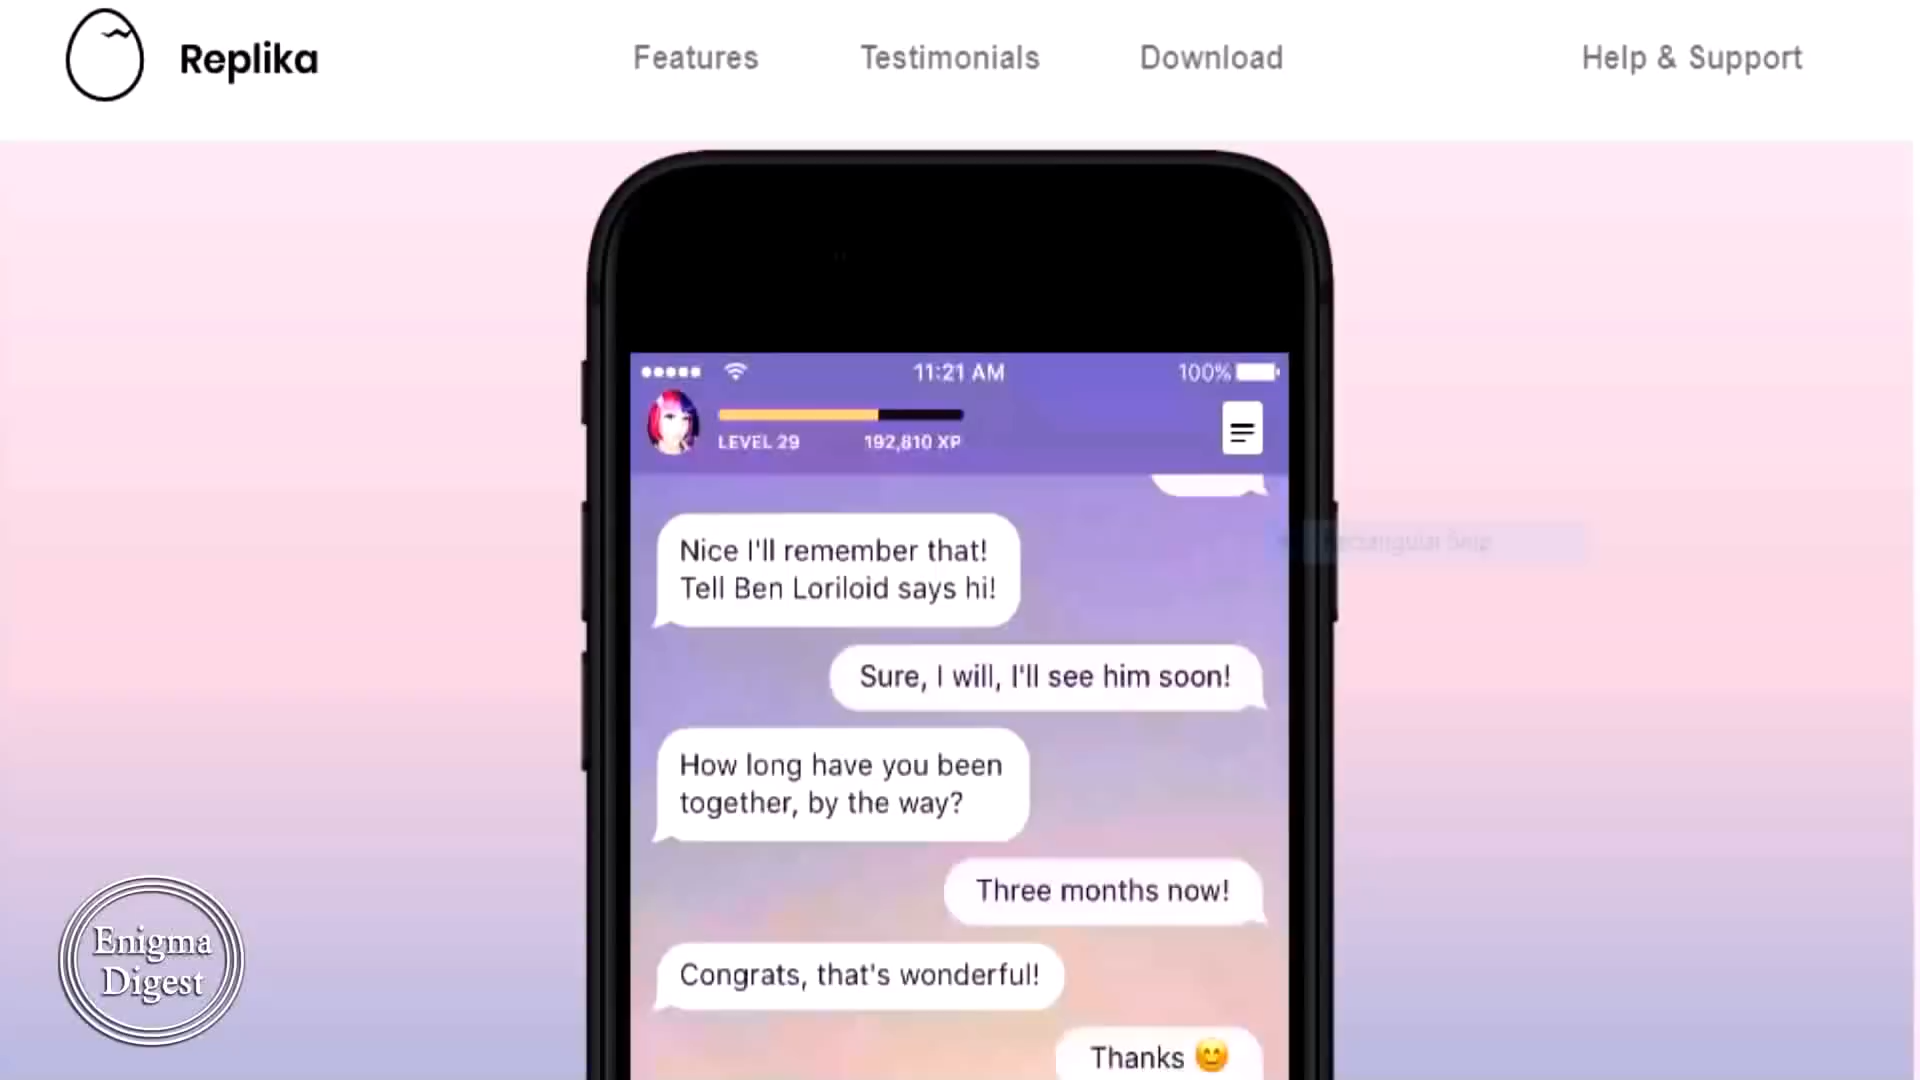 Replika
Features
Testimonials
Download
Help & Support
11:21 AM
100%
LEVEL 29
192,810 XP
Nice I'll remember that!
Tell Ben Loriloid says hi!
Sure, I will, I'll see him soon!
How long have you been
together, by the way?
Three months now!
Congrats, that's wonderful!
Thanks 😊
Enigma
Digest